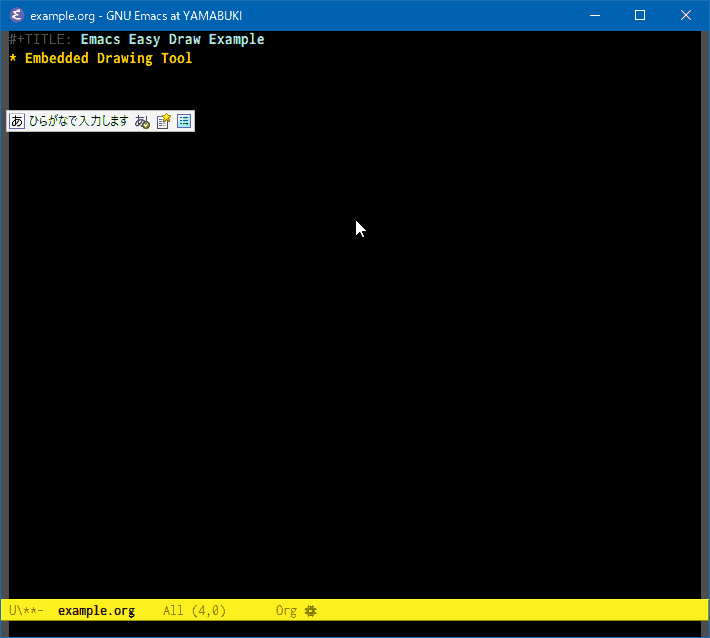 example.org - GNU Emacs at YAMABUKI
#+TITLE: Emacs Easy Draw Example
* Embedded Drawing Tool
あ ひらがなで入力します あ
U\**- example.org All (4,0) Org